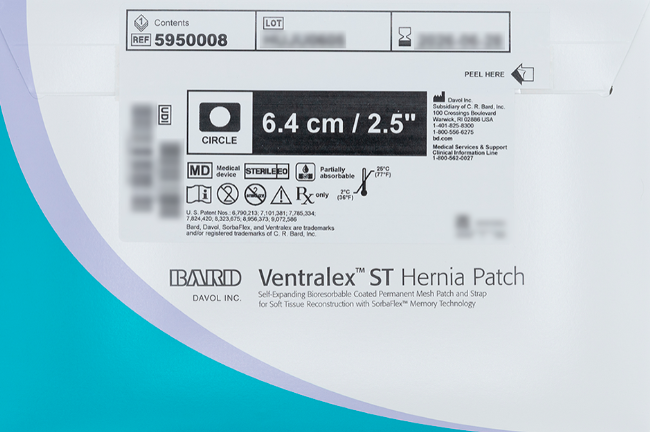 1 Contents
REF 5950008
LOT
PEEL HERE
CIRCLE
6.4 cm / 2.5"
Davol Inc.
Subsidiary of C. R. Bard, Inc.
100 Crossings Boulevard
Warwick, RI 02886 USA
1-401-825-8300
1-800-556-6275
bd.com
Medical Services & Support
Clinical Information Line
1-800-562-0027
UDI
MD Medical device
STERILE EO
Partially absorbable
25°C
(77°F)
2°C
(36°F)
Rx only
U. S. Patent Nos.: 6,790,213; 7,101,381; 7,785,334;
7,824,420; 8,323,675; 8,956,373; 9,072,586
Bard, Davol, SorbaFlex, and Ventralex are trademarks
and/or registered trademarks of C. R. Bard, Inc.
BARD
DAVOL INC.
Ventralex™ ST Hernia Patch
Self-Expanding Bioresorbable Coated Permanent Mesh Patch and Strap
for Soft Tissue Reconstruction with SorbaFlex™ Memory Technology